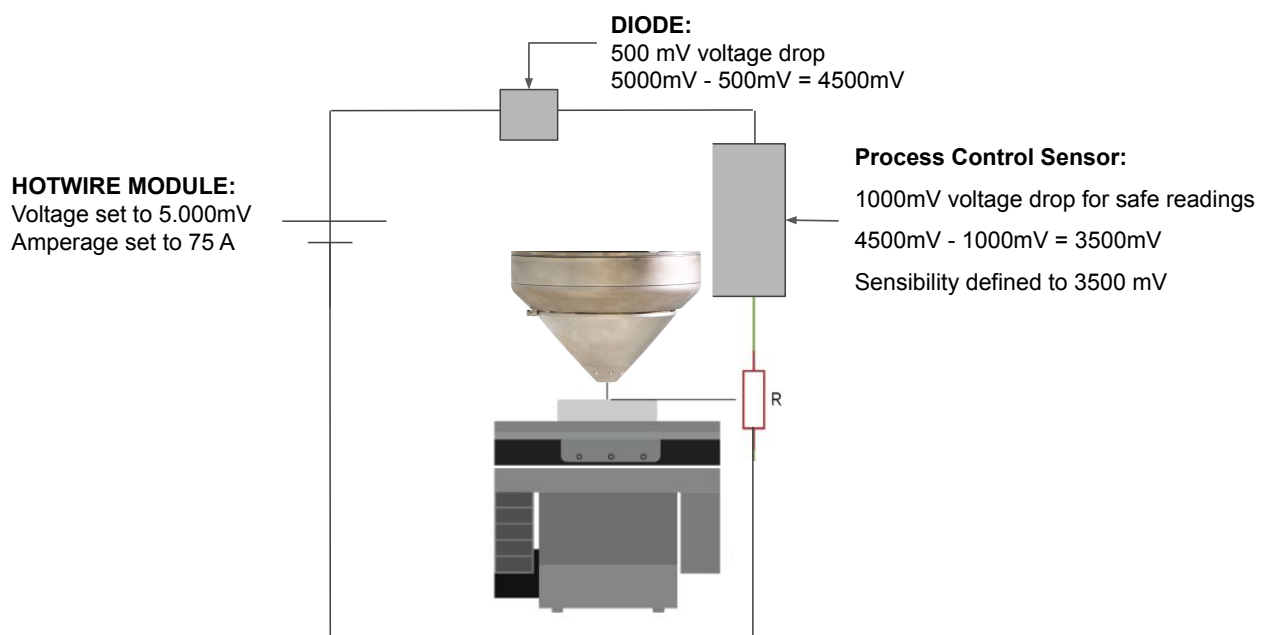 DIODE:
500 mV voltage drop
5000mV - 500mV = 4500mV
HOTWIRE MODULE:
Voltage set to 5.000mV
Amperage set to 75 A
Process Control Sensor:
1000mV voltage drop for safe readings
4500mV - 1000mV = 3500mV
Sensibility defined to 3500 mV
R